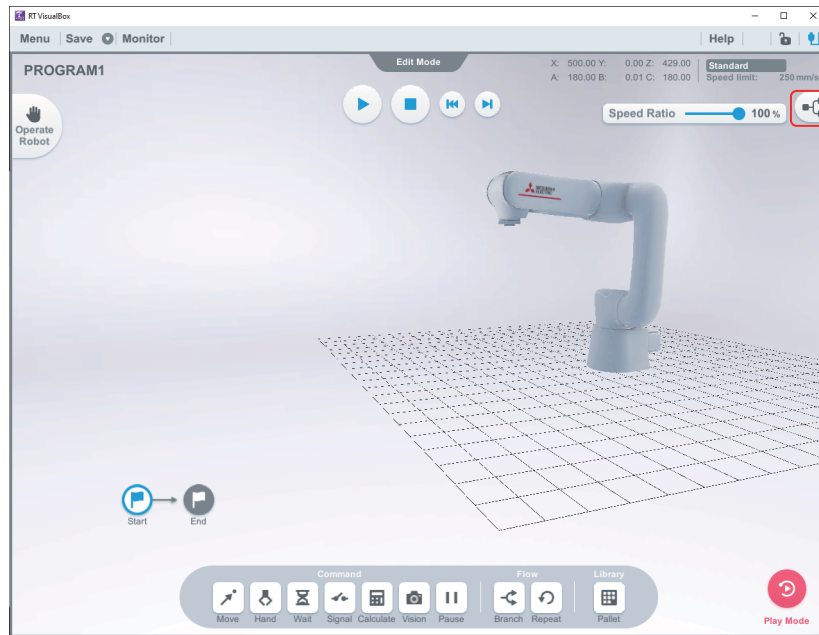 RT VisualBox
Menu Save Monitor Help
PROGRAM1
Edit Mode
X: 500.00 Y: 0.00 Z: 429.00
A: 180.00 B: 0.01 C: 180.00
Standard
Speed limit: 250 mm/s
Operate
Robot
Speed Ratio 100 %
MITSUBISHI
ELECTRIC
Start End
Command Flow Library
Move Hand Wait Signal Calculate Vision Pause Branch Repeat Pallet
Play Mode